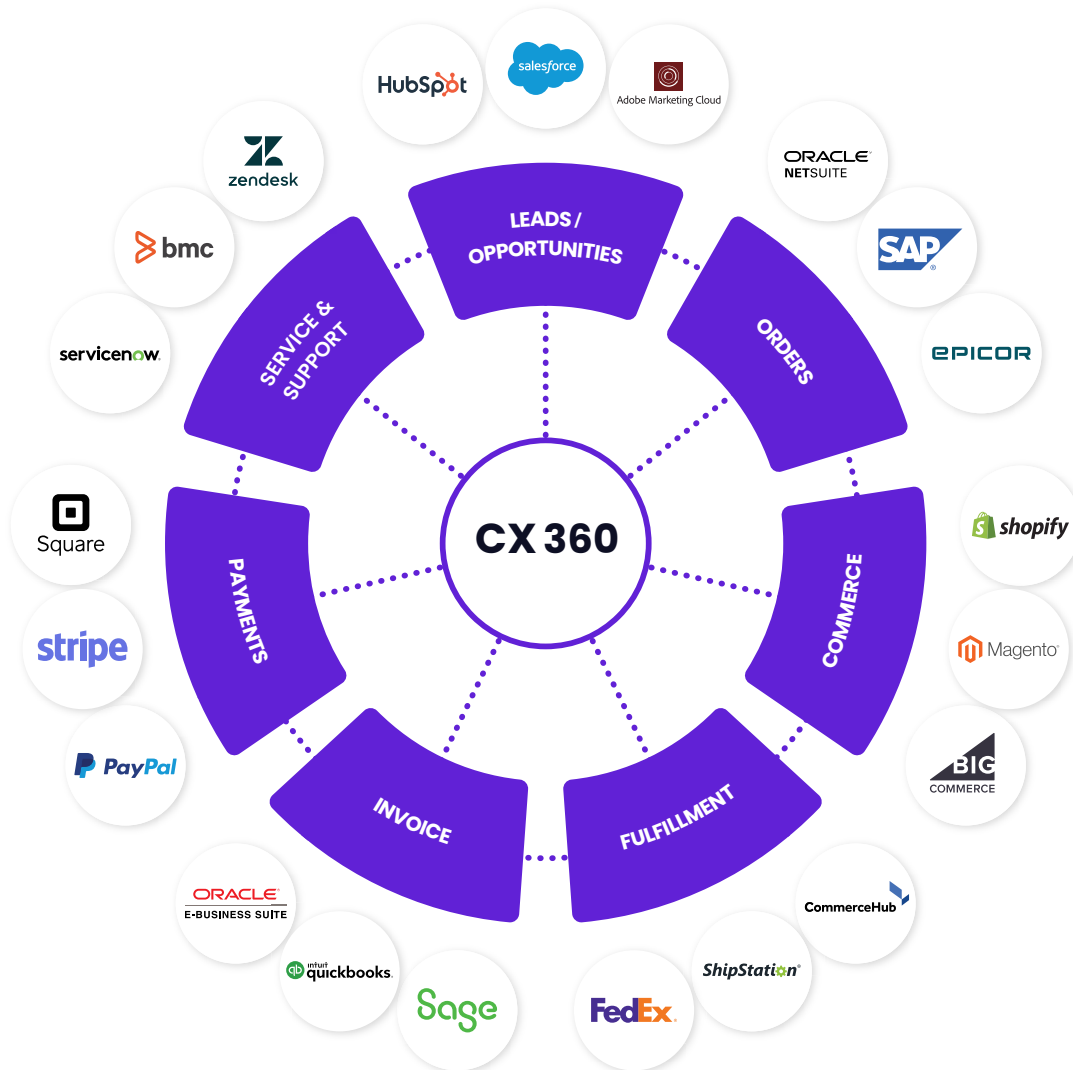 HubSpot
salesforce
Adobe Marketing Cloud
ORACLE
NETSUITE
SAP
EPICOR
shopify
Magento
BIG
COMMERCE
CommerceHub
ShipStation
FedEx
Sage
intuit
quickbooks
ORACLE
E-BUSINESS SUITE
PayPal
stripe
Square
servicenow
bmc
zendesk
LEADS /
OPPORTUNITIES
ORDERS
COMMERCE
FULFILLMENT
INVOICE
PAYMENTS
SERVICE &
SUPPORT
CX 360
qb